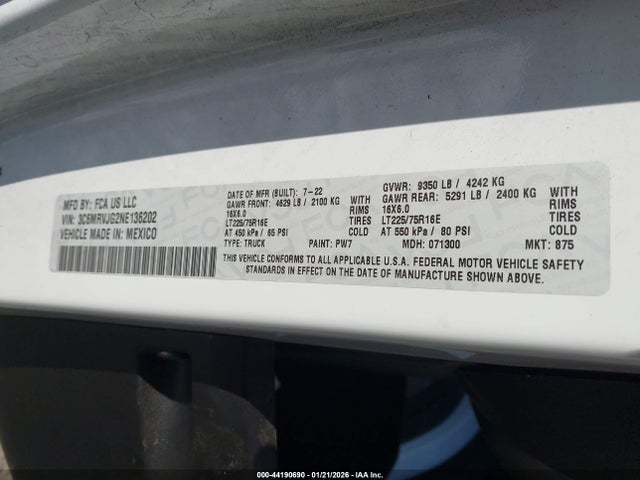 MFD BY: FCA US LLC
VIN: 3C6MRVJG2NE136202
VEHICLE MADE IN: MEXICO
DATE OF MFR (BUILT): 7-22
GVWR: 9350 LB / 4242 KG
GAWR FRONT: 4629 LB / 2100 KG
GAWR REAR: 5291 LB / 2400 KG
16X6.0 RIMS 16X6.0 RIMS
LT225/75R16E TIRES LT225/75R16E TIRES
AT 450 kPa / 65 PSI COLD AT 550 kPa / 80 PSI COLD
TYPE: TRUCK PAINT: PW7 MDH: 071300 MKT: 875
THIS VEHICLE CONFORMS TO ALL APPLICABLE U.S.A. FEDERAL MOTOR VEHICLE SAFETY
STANDARDS IN EFFECT ON THE DATE OF MANUFACTURE SHOWN ABOVE.
000-44190690 - 01/21/2026 - IAA Inc.